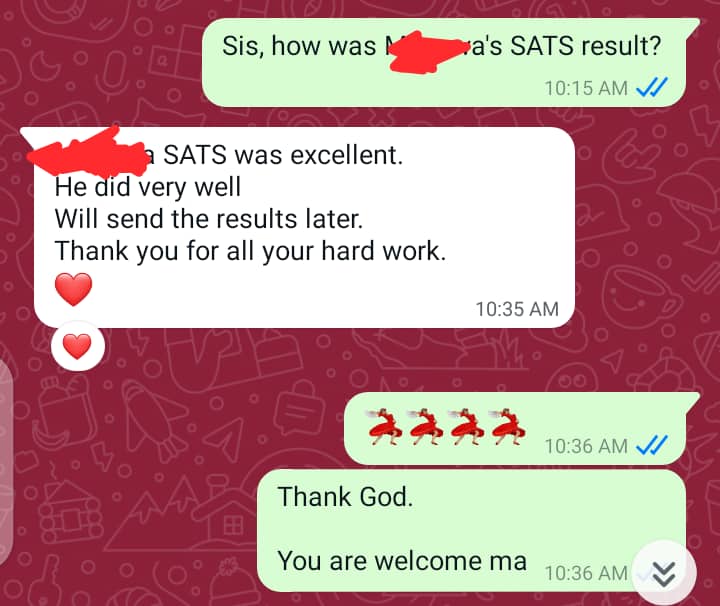 Sis, how was 's SATS result?
10:15 AM
SATS was excellent.
He did very well
Will send the results later.
Thank you for all your hard work.
❤️
10:35 AM
❤️
💃💃💃💃
10:36 AM
Thank God.
You are welcome ma
10:36 AM